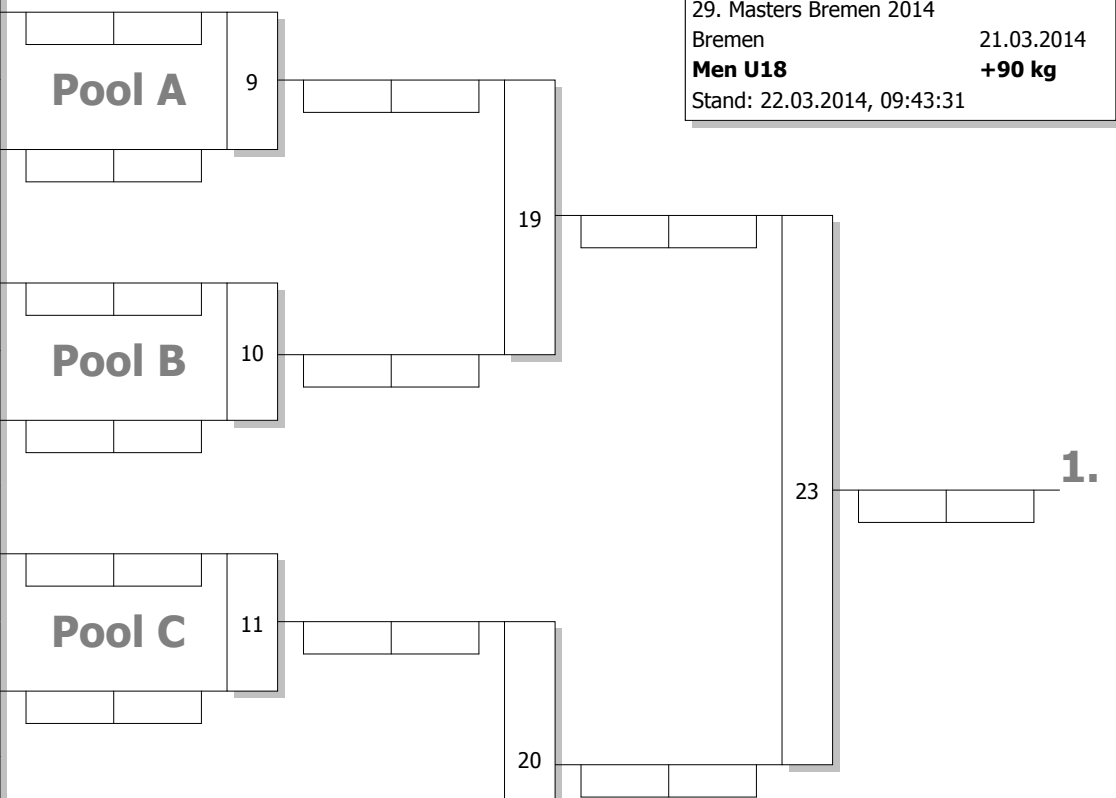 29. Masters Bremen 2014
Bremen 21.03.2014
Men U18 +90 kg
Stand: 22.03.2014, 09:43:31
Pool A 9
19
Pool B 10
1.
23
Pool C 11
20